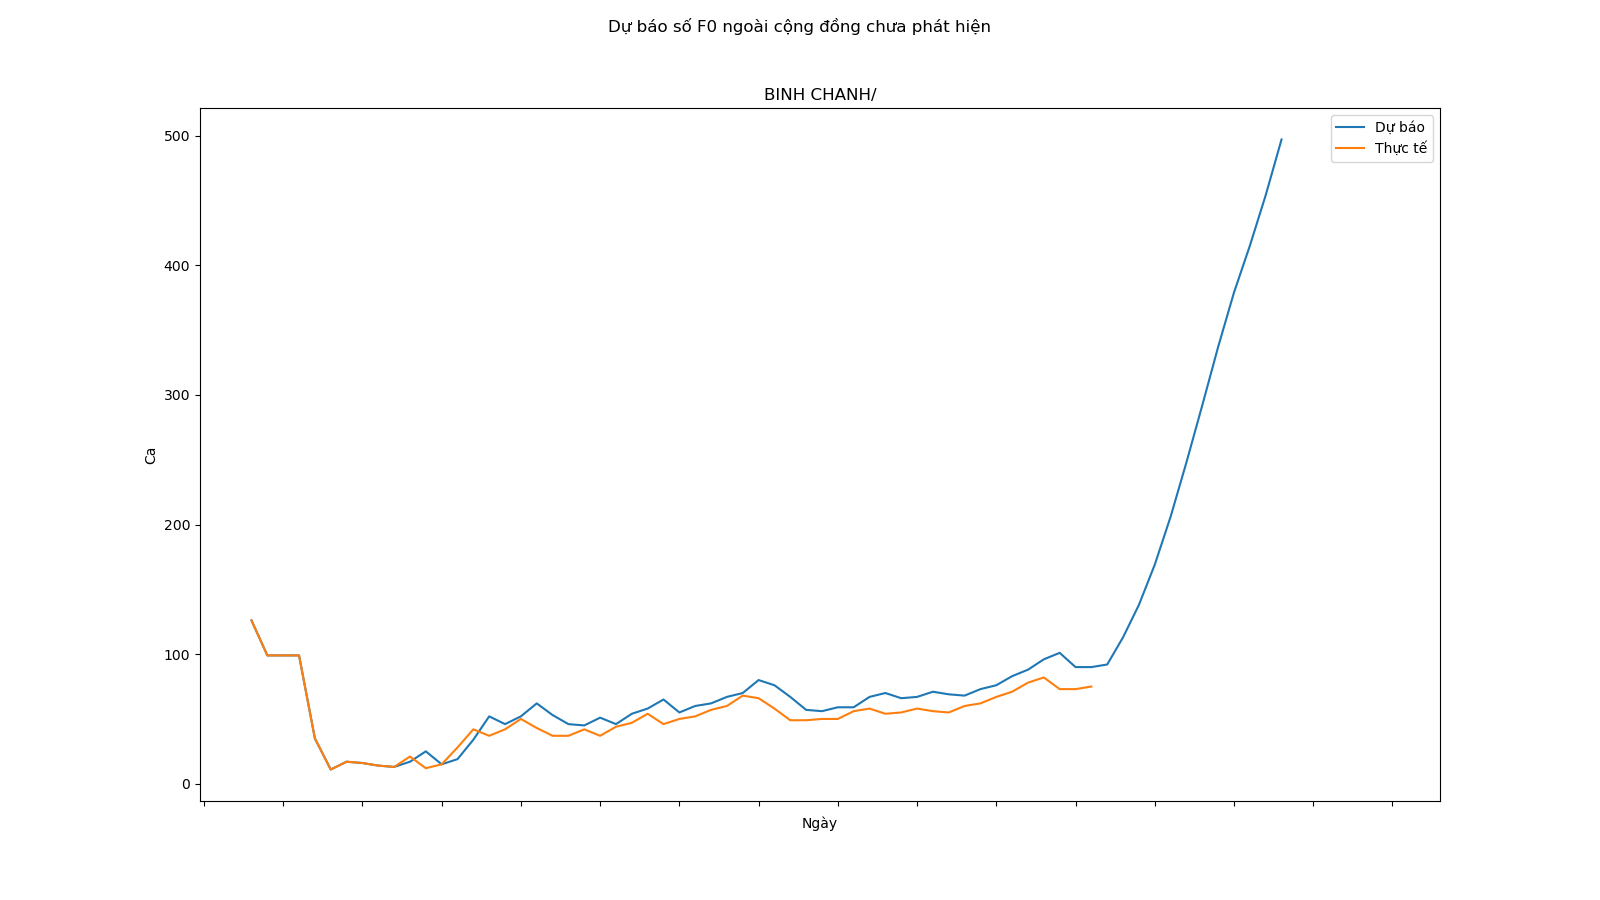 Dự báo số F0 ngoài cộng đồng chưa phát hiện
BINH CHANH/
Dự báo
Thực tế
500
400
300
200
100
0
Ca
Ngày